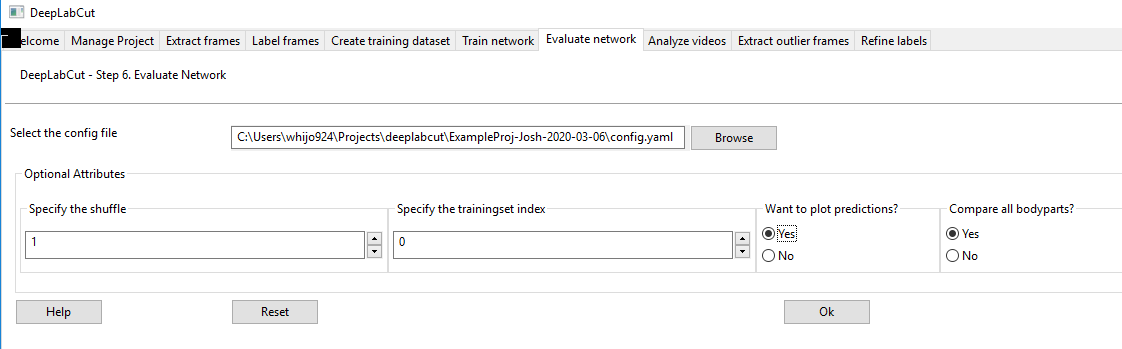 DeepLabCut
elcome Manage Project Extract frames Label frames Create training dataset Train network Evaluate network Analyze videos Extract outlier frames Refine labels
DeepLabCut - Step 6. Evaluate Network
Select the config file C:\Users\whijo924\Projects\deeplabcut\ExampleProj-Josh-2020-03-06\config.yaml Browse
Optional Attributes
Specify the shuffle Specify the trainingset index Want to plot predictions? Compare all bodyparts?
1 0 Yes Yes
No No
Help Reset Ok